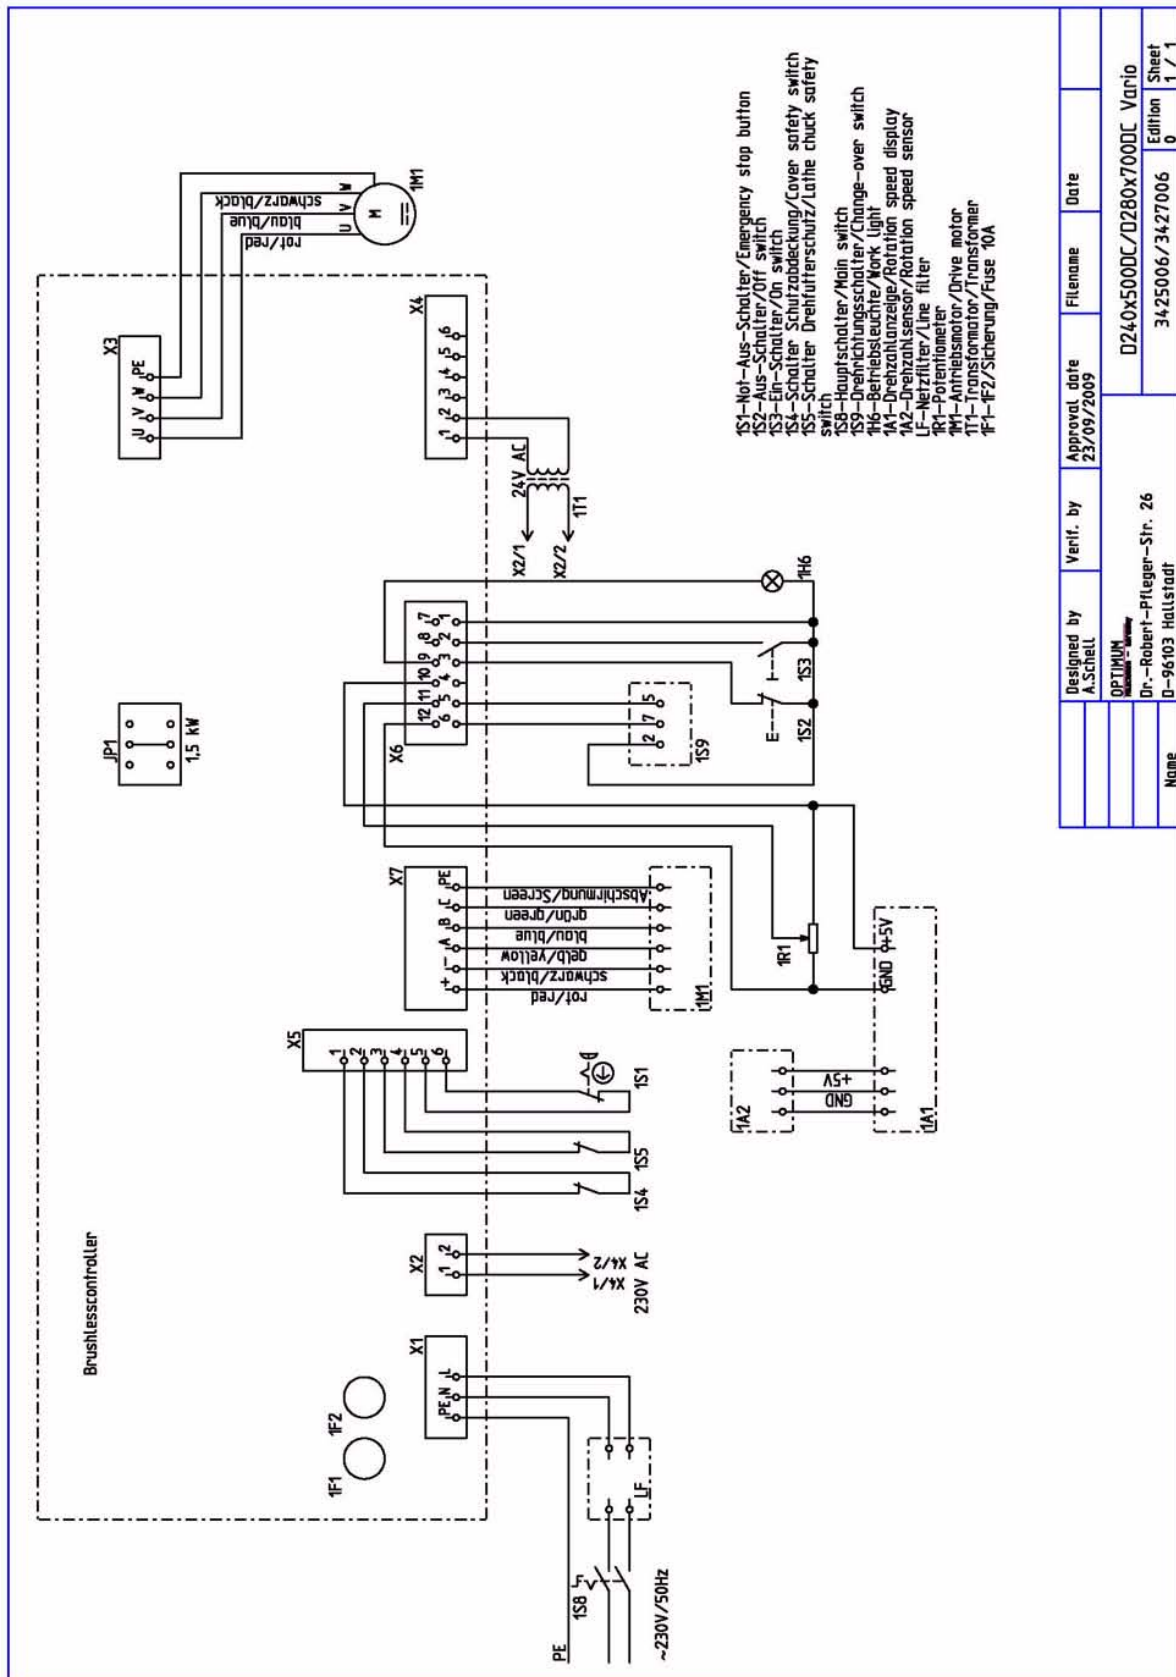 Brushlesscontroller
1F1
1F2
JP1
1,5 kW
X3
U V W PE
rot/red
blau/blue
schwarz/black
U V W
M
1M1
X1
PE N L
X2
1 2
X4/1
X4/2
230V AC
X5
1 2 3 4 5 6
X7
+ - A B C PE
rot/red
schwarz/black
gelb/yellow
blau/blue
grün/green
Abschirmung/Screen
1M1
X6
12 11 10 9 8 7
6 5 4 3 2 1
X4
1 2 3 4 5 6
24V AC
1T1
X2/1
X2/2
PE
1S8
~230V/50Hz
LF
1S4
1S5
1S1
1S9
2 7 5
1S2
1S3
1H6
1R1
1A2
GND
+5V
1A1
GND +5V
1S1-Not-Aus-Schalter/Emergency stop button
1S2-Aus-Schalter/Off switch
1S3-Ein-Schalter/On switch
1S4-Schalter Schutzabdeckung/Cover safety switch
1S5-Schalter Drehfutterschutz/Lathe chuck safety
switch
1S8-Hauptschalter/Main switch
1S9-Drehrichtungsschalter/Change-over switch
1H6-Betriebsleuchte/Work light
1A1-Drehzahlanzeige/Rotation speed display
1A2-Drehzahlsensor/Rotation speed sensor
LF-Netzfilter/Line filter
1R1-Potentiometer
1M1-Antriebsmotor/Drive motor
1T1-Transformator/Transformer
1F1-1F2/Sicherung/Fuse 10A
Designed by
A.Schell
Verif. by
Approval date
23/09/2009
Filename
Date
OPTIMUM
Dr.-Robert-Pfleger-Str. 26
D-96103 Hallstadt
D240x500DC/D280x700DC Vario
3425006/3427006
Edition
0
Sheet
1 / 1
Name